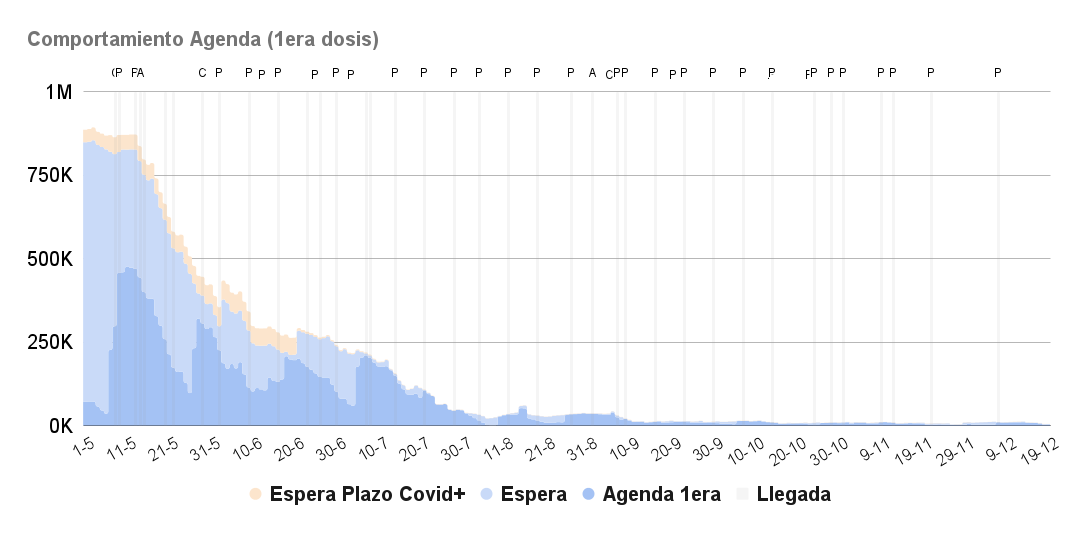 Comportamiento Agenda (1era dosis)
P P A C P P P P P P P P P P P P P P A C P P P P P P P P P P P P P P P
1M
750K
500K
250K
0K
1-5 11-5 21-5 31-5 10-6 20-6 30-6 10-7 20-7 30-7 11-8 21-8 31-8 10-9 20-9 30-9 10-10 20-10 30-10 9-11 19-11 29-11 9-12 19-12
Espera Plazo Covid+ Espera Agenda 1era Llegada